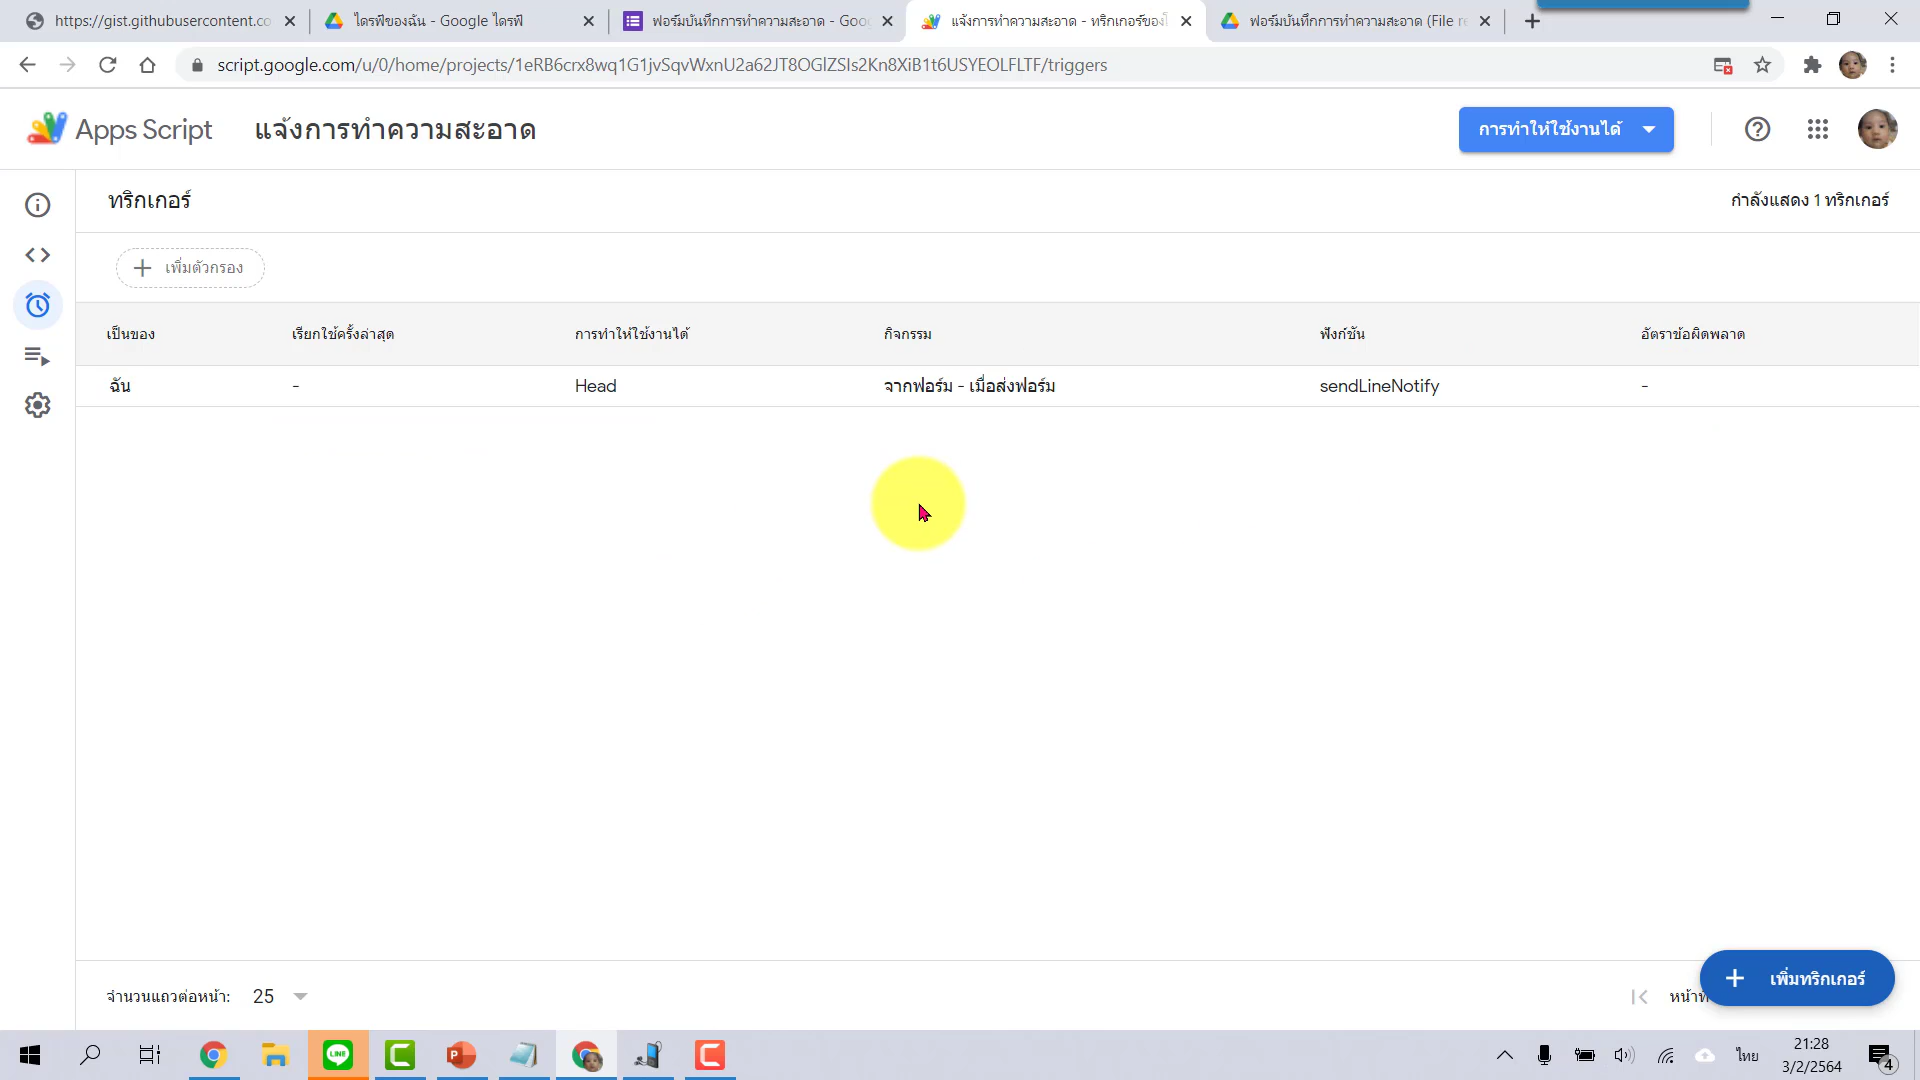 https://gist.githubusercontent.co
ไดรฟ์ของฉัน - Google ไดรฟ์
ฟอร์มบันทึกการทำความสะอาด - Goo
แจ้งการทำความสะอาด - ทริกเกอร์ของโ
ฟอร์มบันทึกการทำความสะอาด (File re
script.google.com/u/0/home/projects/1eRB6crx8wq1G1jvSqvWxnU2a62JT8OGlZSIs2Kn8XiB1t6USYEOLFLTF/triggers
Apps Script
แจ้งการทำความสะอาด
การทำให้ใช้งานได้
ทริกเกอร์
กำลังแสดง 1 ทริกเกอร์
เพิ่มตัวกรอง
เป็นของ เรียกใช้ครั้งล่าสุด การทำให้ใช้งานได้ กิจกรรม ฟังก์ชัน อัตราข้อผิดพลาด
ฉัน - Head จากฟอร์ม - เมื่อส่งฟอร์ม sendLineNotify -
จำนวนแถวต่อหน้า: 25
หน้าที่
เพิ่มทริกเกอร์
LINE
ไทย
21:28
3/2/2564
4